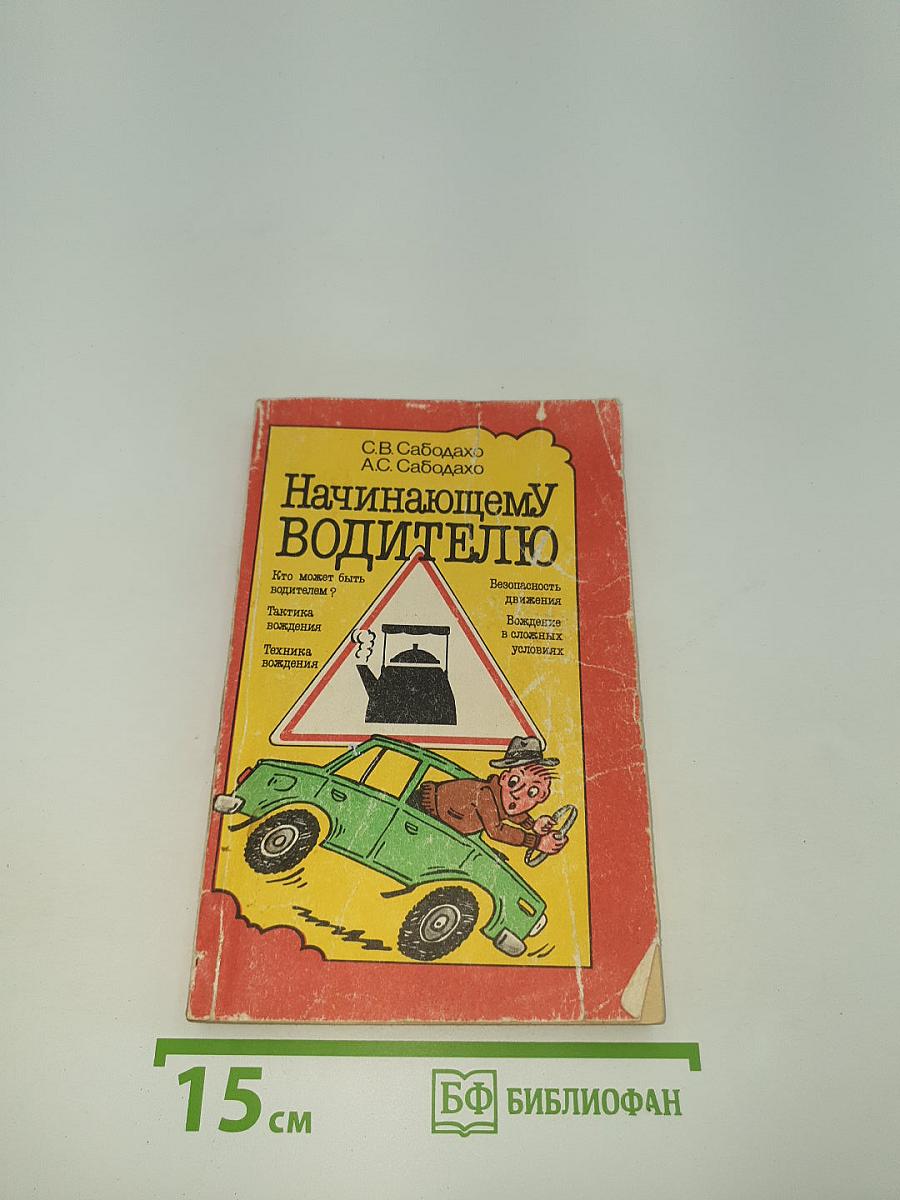 С.В. Сабодахо
А.С. Сабодахо
НачинающемУ
ВОДИТЕЛЮ
Кто может быть
водителем?
Тактика
вождения
Техника
вождения
Безопасность
движения
Вождение
в сложных
условиях
15 см
БФ БИБЛИОФАН